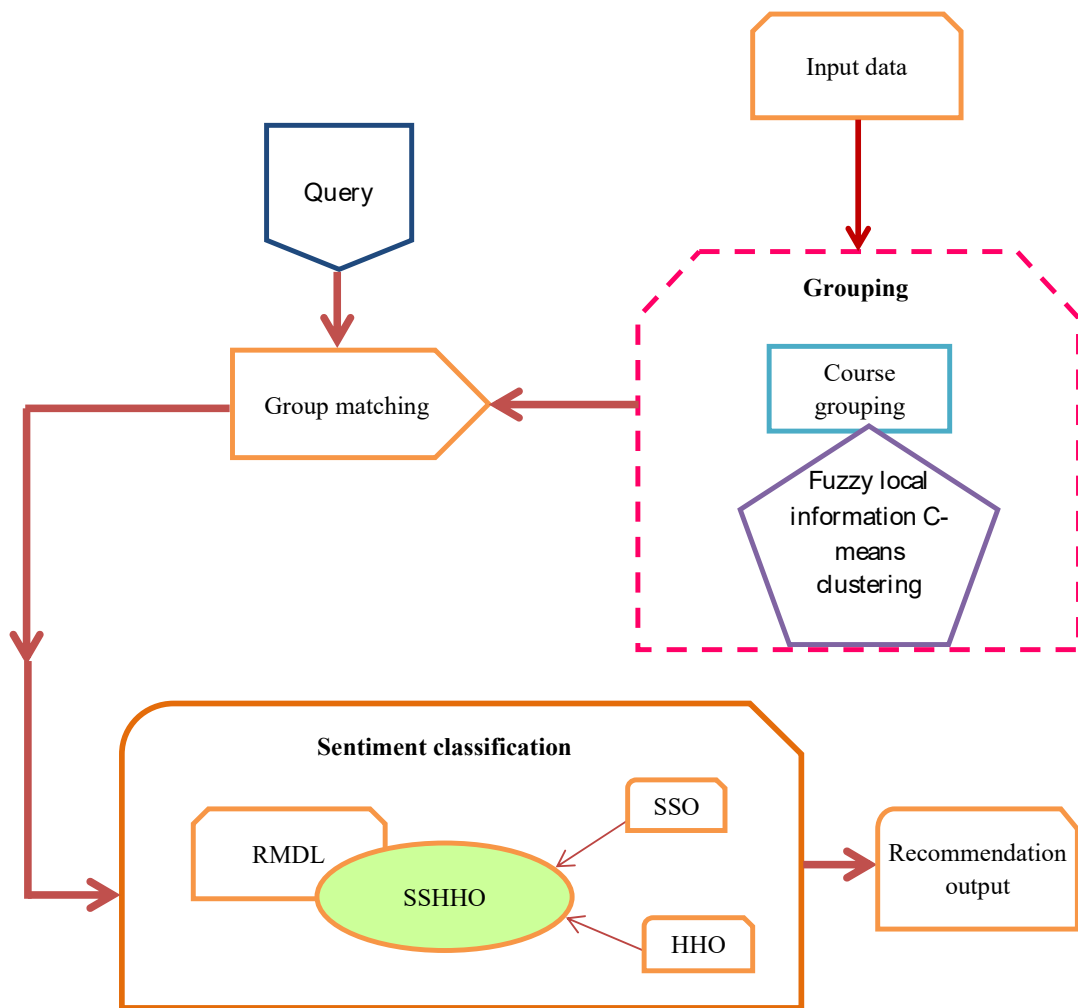 Input data
Query
Grouping
Course
grouping
Group matching
Fuzzy local
information C-
means
clustering
Sentiment classification
SSO
RMDL
SSHHO
HHO
Recommendation
output